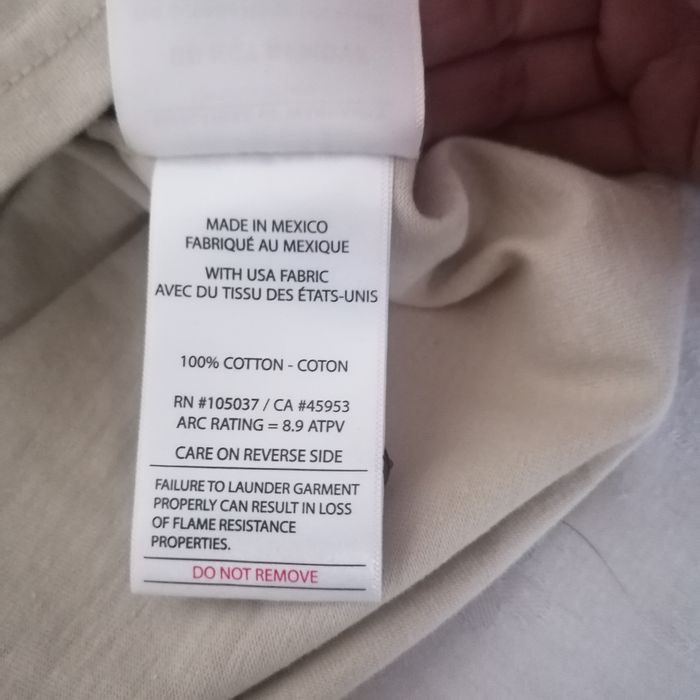 MADE IN MEXICO
FABRIQUÉ AU MEXIQUE
WITH USA FABRIC
AVEC DU TISSU DES ÉTATS-UNIS
100% COTTON - COTON
RN #105037 / CA #45953
ARC RATING = 8.9 ATPV
CARE ON REVERSE SIDE
FAILURE TO LAUNDER GARMENT
PROPERLY CAN RESULT IN LOSS
OF FLAME RESISTANCE
PROPERTIES.
DO NOT REMOVE